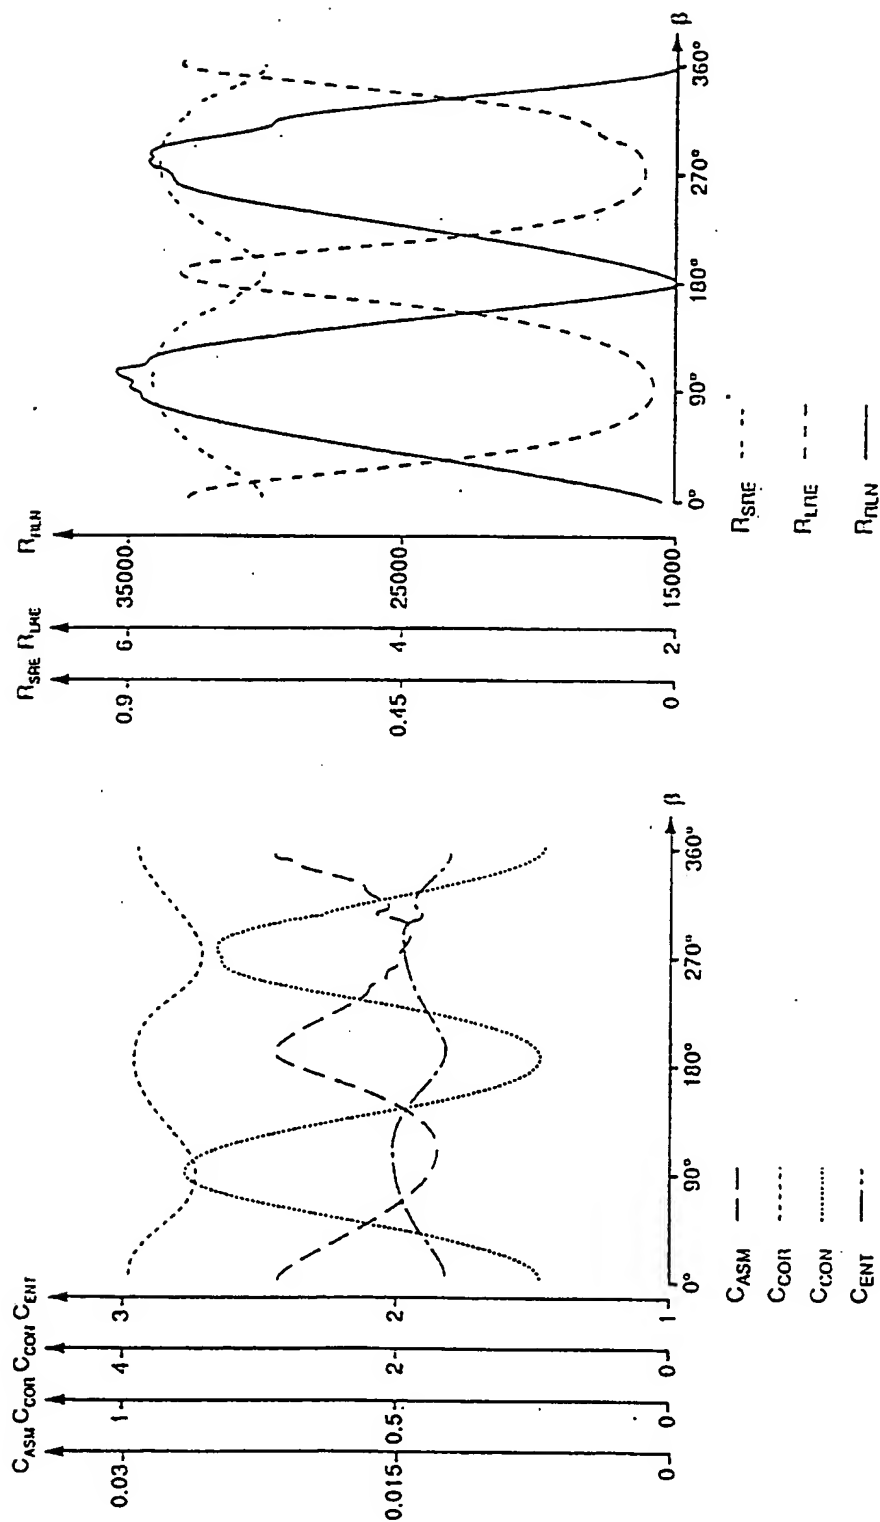 C_ASM C_COR C_CON C_ENT
0.03 1 4 3
0.015 0.5 2 2
0 0 0 1
0° 90° 180° 270° 360° β
C_ASM
C_COR
C_CON
C_ENT
R_SRE R_LRE R_RLN
0.9 6 35000
0.45 4 25000
0 2 15000
0° 90° 180° 270° 360° β
R_SRE
R_LRE
R_RLN